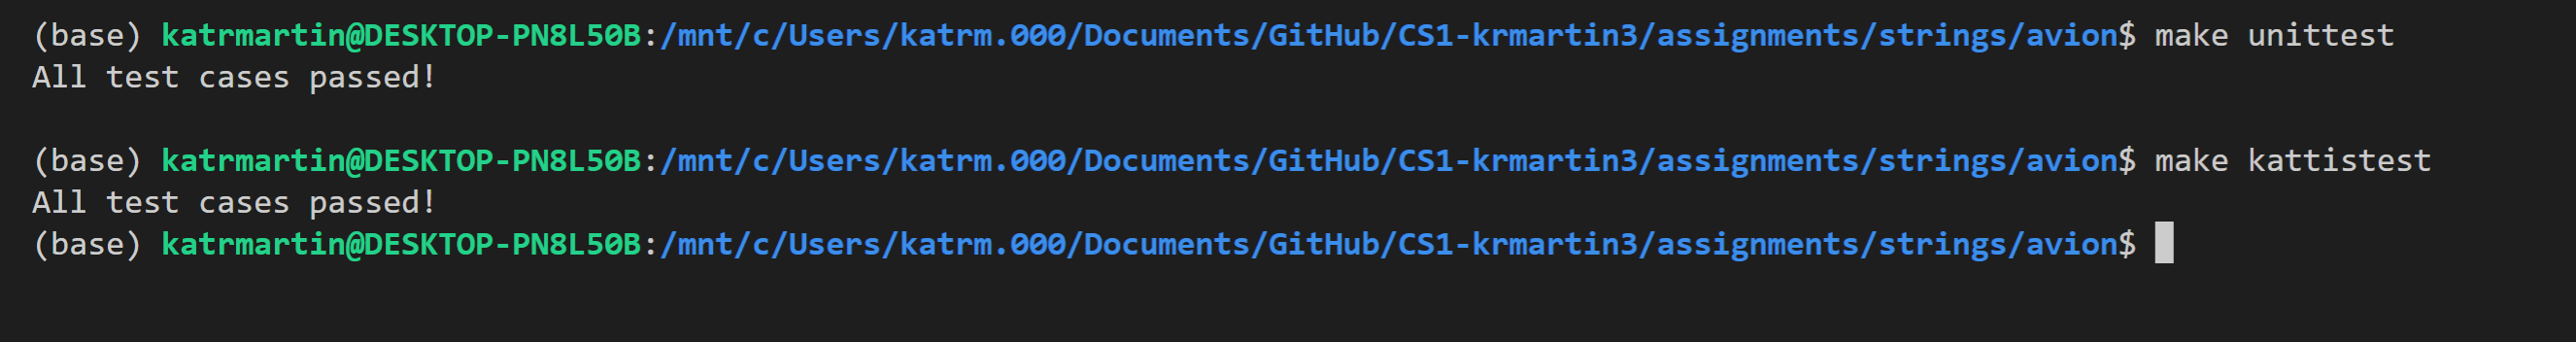 (base) katrmartin@DESKTOP-PN8L50B:/mnt/c/Users/katrm.000/Documents/GitHub/CS1-krmartin3/assignments/strings/avion$ make unittest
All test cases passed!
(base) katrmartin@DESKTOP-PN8L50B:/mnt/c/Users/katrm.000/Documents/GitHub/CS1-krmartin3/assignments/strings/avion$ make kattistest
All test cases passed!
(base) katrmartin@DESKTOP-PN8L50B:/mnt/c/Users/katrm.000/Documents/GitHub/CS1-krmartin3/assignments/strings/avion$